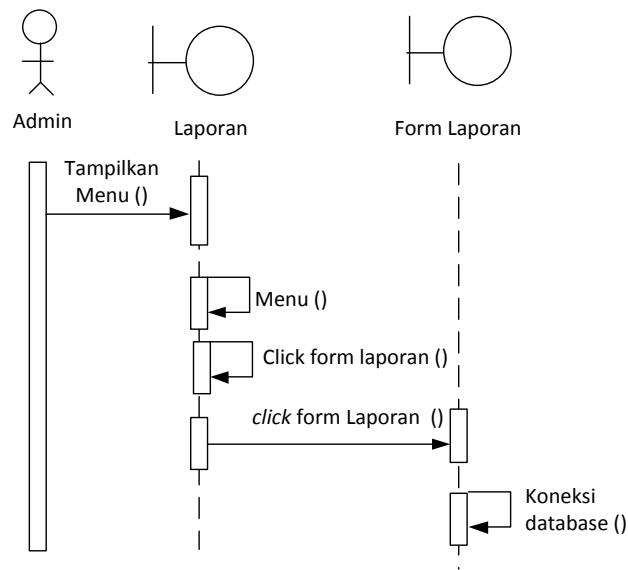 Admin
Laporan
Form Laporan
Tampilkan
Menu ()
Menu ()
Click form laporan ()
click form Laporan ()
Koneksi
database ()